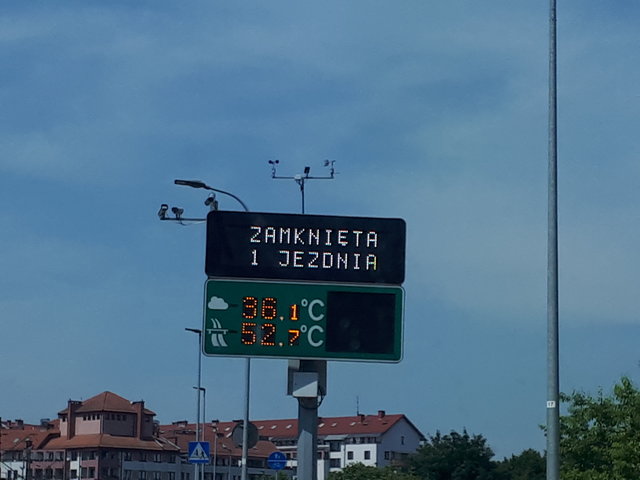 ZAMKNIĘTA
1 JEZDNIA
36.1°C
52.7°C